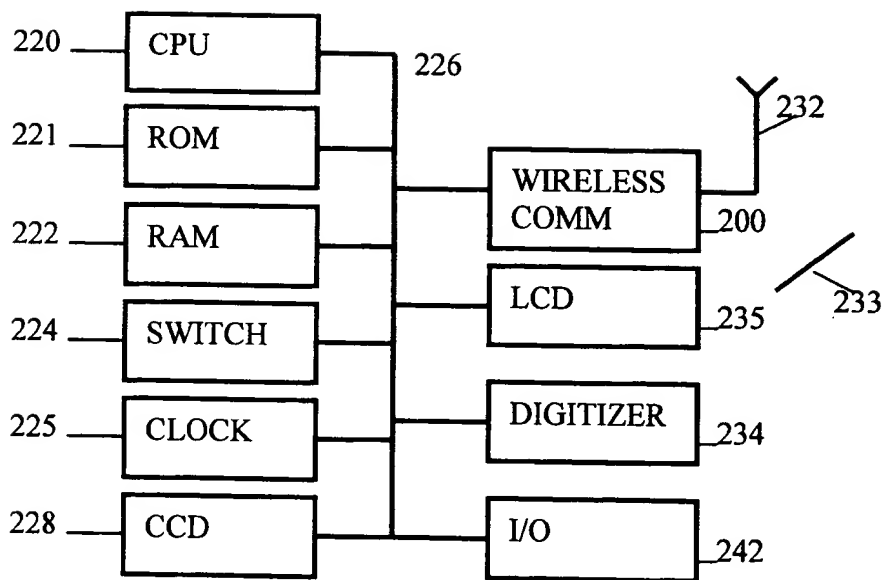 220 CPU
226
221 ROM
232
WIRELESS
COMM
200
222 RAM
LCD
235
233
224 SWITCH
DIGITIZER
234
225 CLOCK
228 CCD
I/O
242